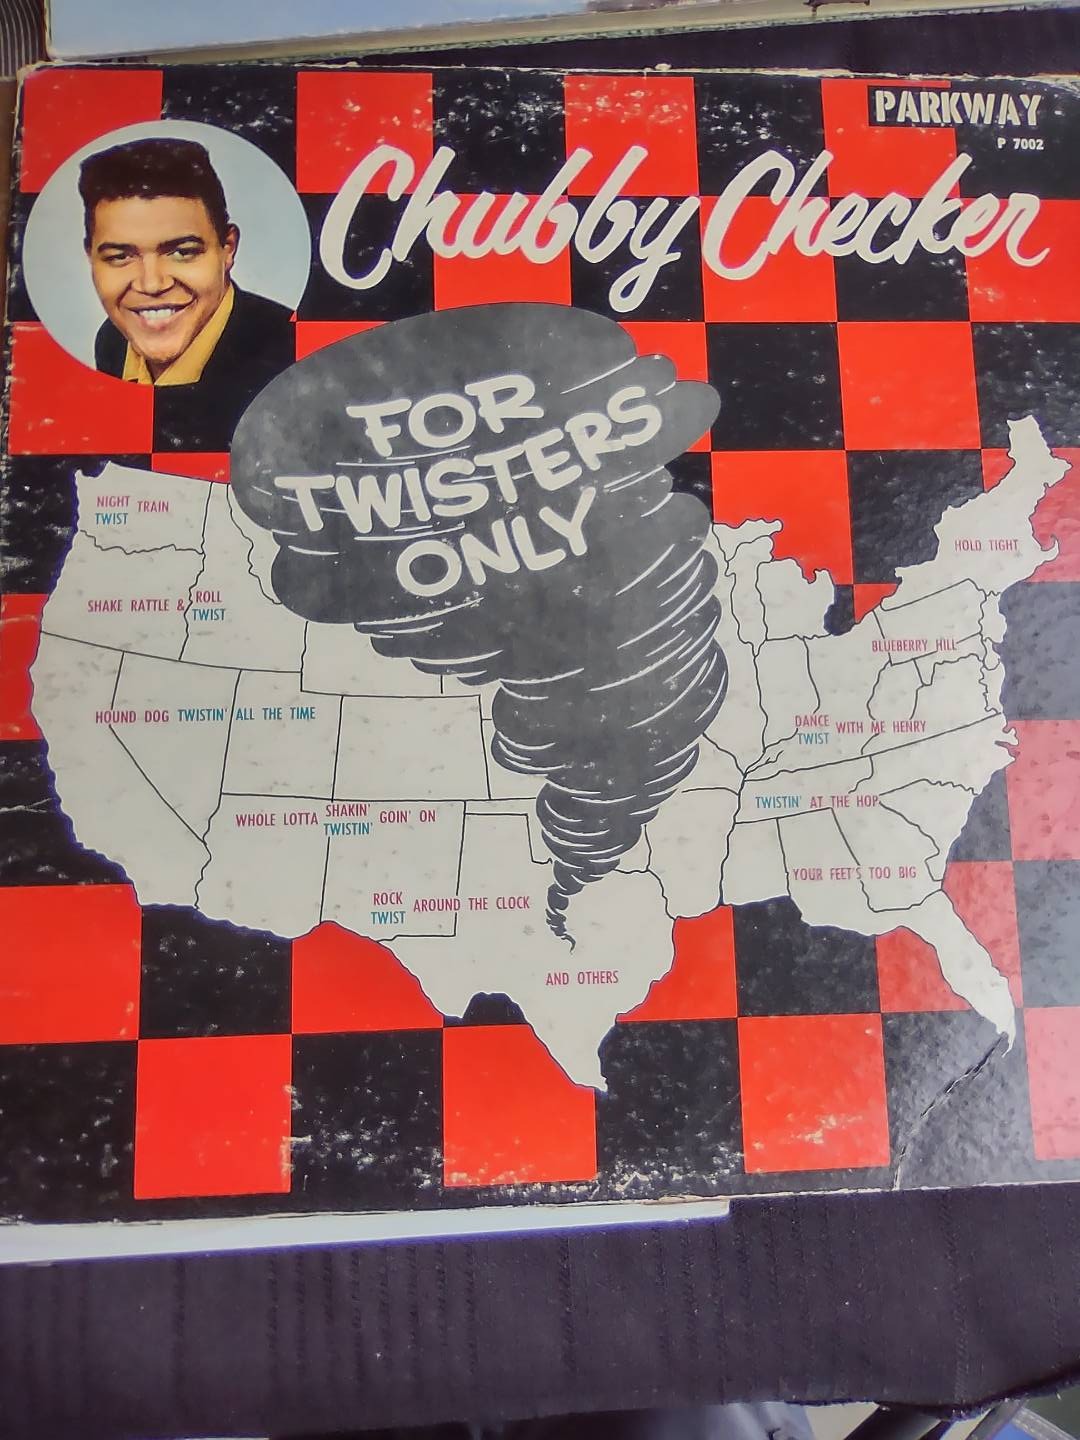 PARKWAY
P 7002
Chubby Checker
FOR
TWISTERS
ONLY
NIGHT TRAIN
TWIST
SHAKE RATTLE & ROLL
TWIST
HOUND DOG TWISTIN' ALL THE TIME
WHOLE LOTTA SHAKIN' GOIN' ON
TWISTIN'
ROCK AROUND THE CLOCK
TWIST
AND OTHERS
HOLD TIGHT
BLUEBERRY HILL
DANCE WITH ME HENRY
TWIST
TWISTIN' AT THE HOP
YOUR FEET'S TOO BIG